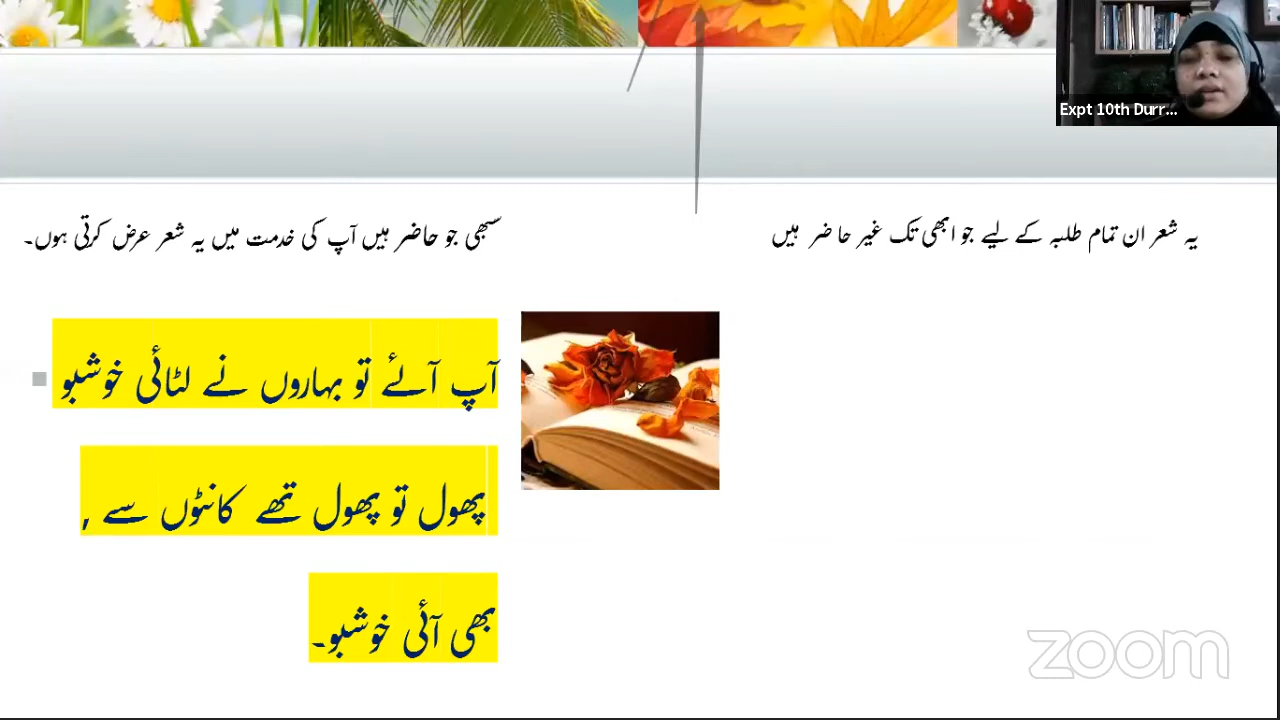 Expt 10th Durr...
یہ شعر ان تمام طلبہ کے لیے جو ابھی تک غیر حا ضر ہیں
سبھی جو حاضر ہیں آپ کی خدمت میں یہ شعر عرض کرتی ہوں۔
آپ آئے تو بہاروں نے لٹائی خوشبو
پھول تو پھول تھے کانٹوں سے ,
بھی آئی خوشبو۔
zoom